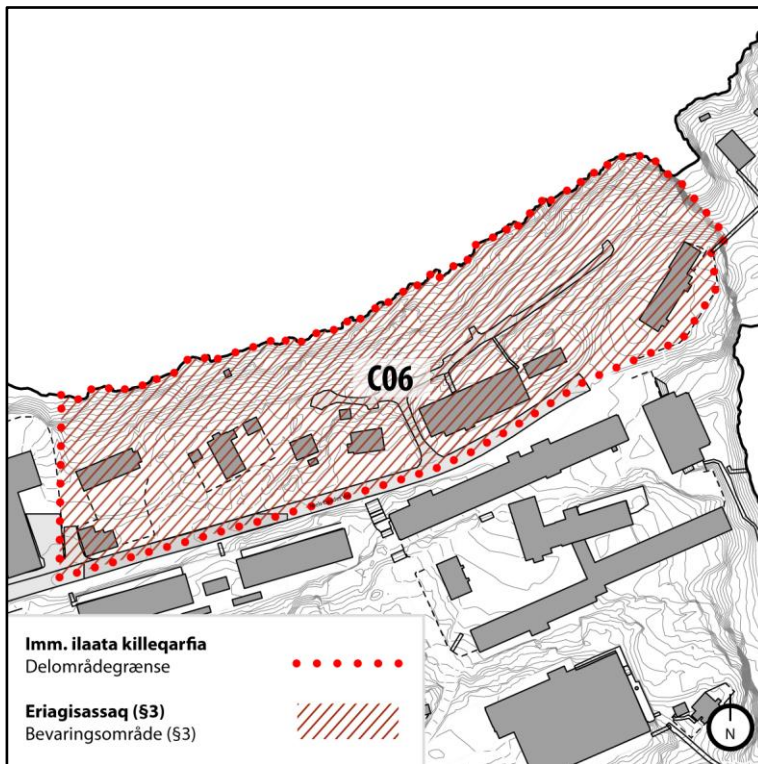 C06
Imm. ilaata killeqarfia
Delområdegrænse
Eriagisassaq (§3)
Bevaringsområde (§3)
N